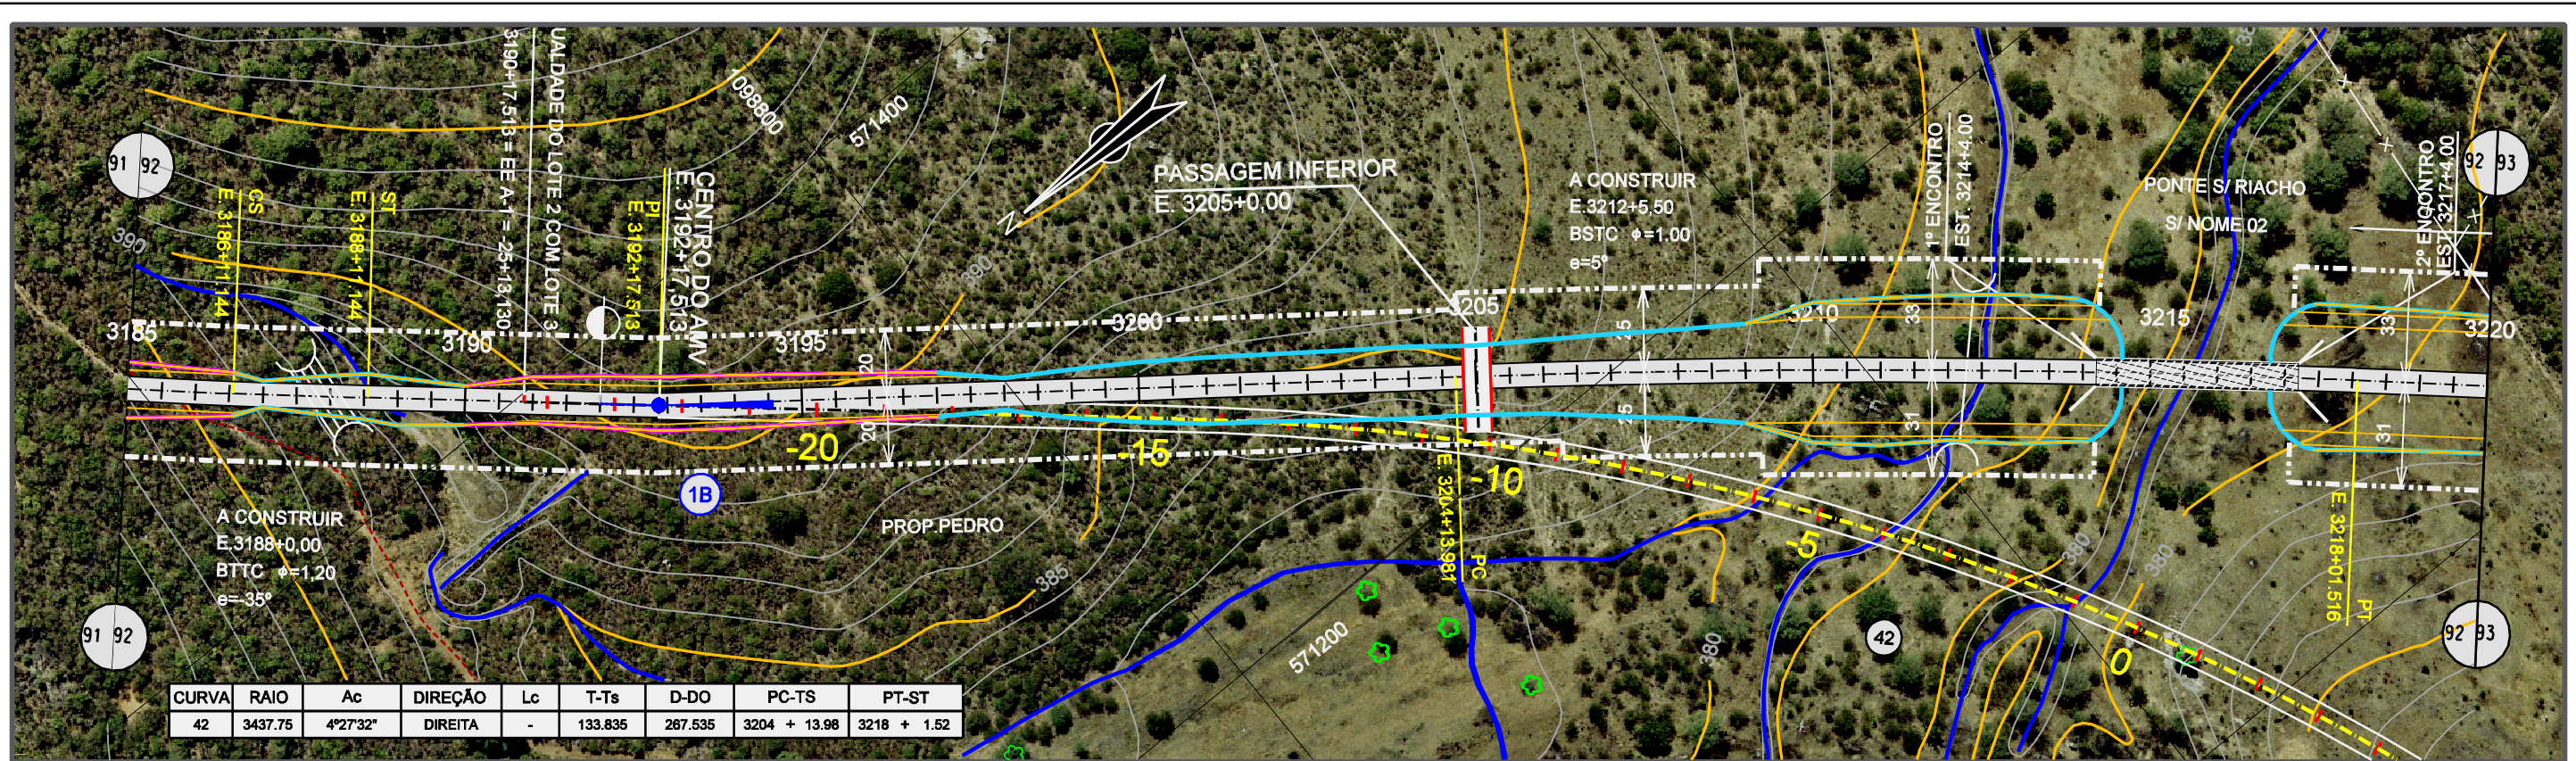 91 92
390
CS
E. 3186+11.144
ST
E. 3188+11.144
3190+17,513 = EE A-1 = -25+13,130
UALDADE DO LOTE 2 COM LOTE 3
PI
E. 3192+17.513
CENTRO DO AMV
E 3192+17,513
1098800
571400
390
N
PASSAGEM INFERIOR
E. 3205+0,00
A CONSTRUIR
E.3212+5,50
BSTC φ=1.00
e=5º
1º ENCONTRO
EST. 3214+4.00
PONTE S/ RIACHO
S/ NOME 02
2º ENCONTRO
EST. 3217+4.00
92 93
3185
3190
3195
3200
3205
3210
3215
3220
20
20
25
25
33
31
33
31
-20
-15
-10
-5
0
1B
A CONSTRUIR
E.3188+0,00
BTTC φ=1,20
e=-35º
PROP.PEDRO
385
E. 3204+13.981
PC
571200
380
380
380
42
E. 3218+01.516
PT
91 92
92 93
CURVA RAIO Ac DIREÇÃO Lc T-Ts D-DO PC-TS PT-ST
42 3437.75 4º27'32" DIREITA - 133.835 267.535 3204 + 13.98 3218 + 1.52